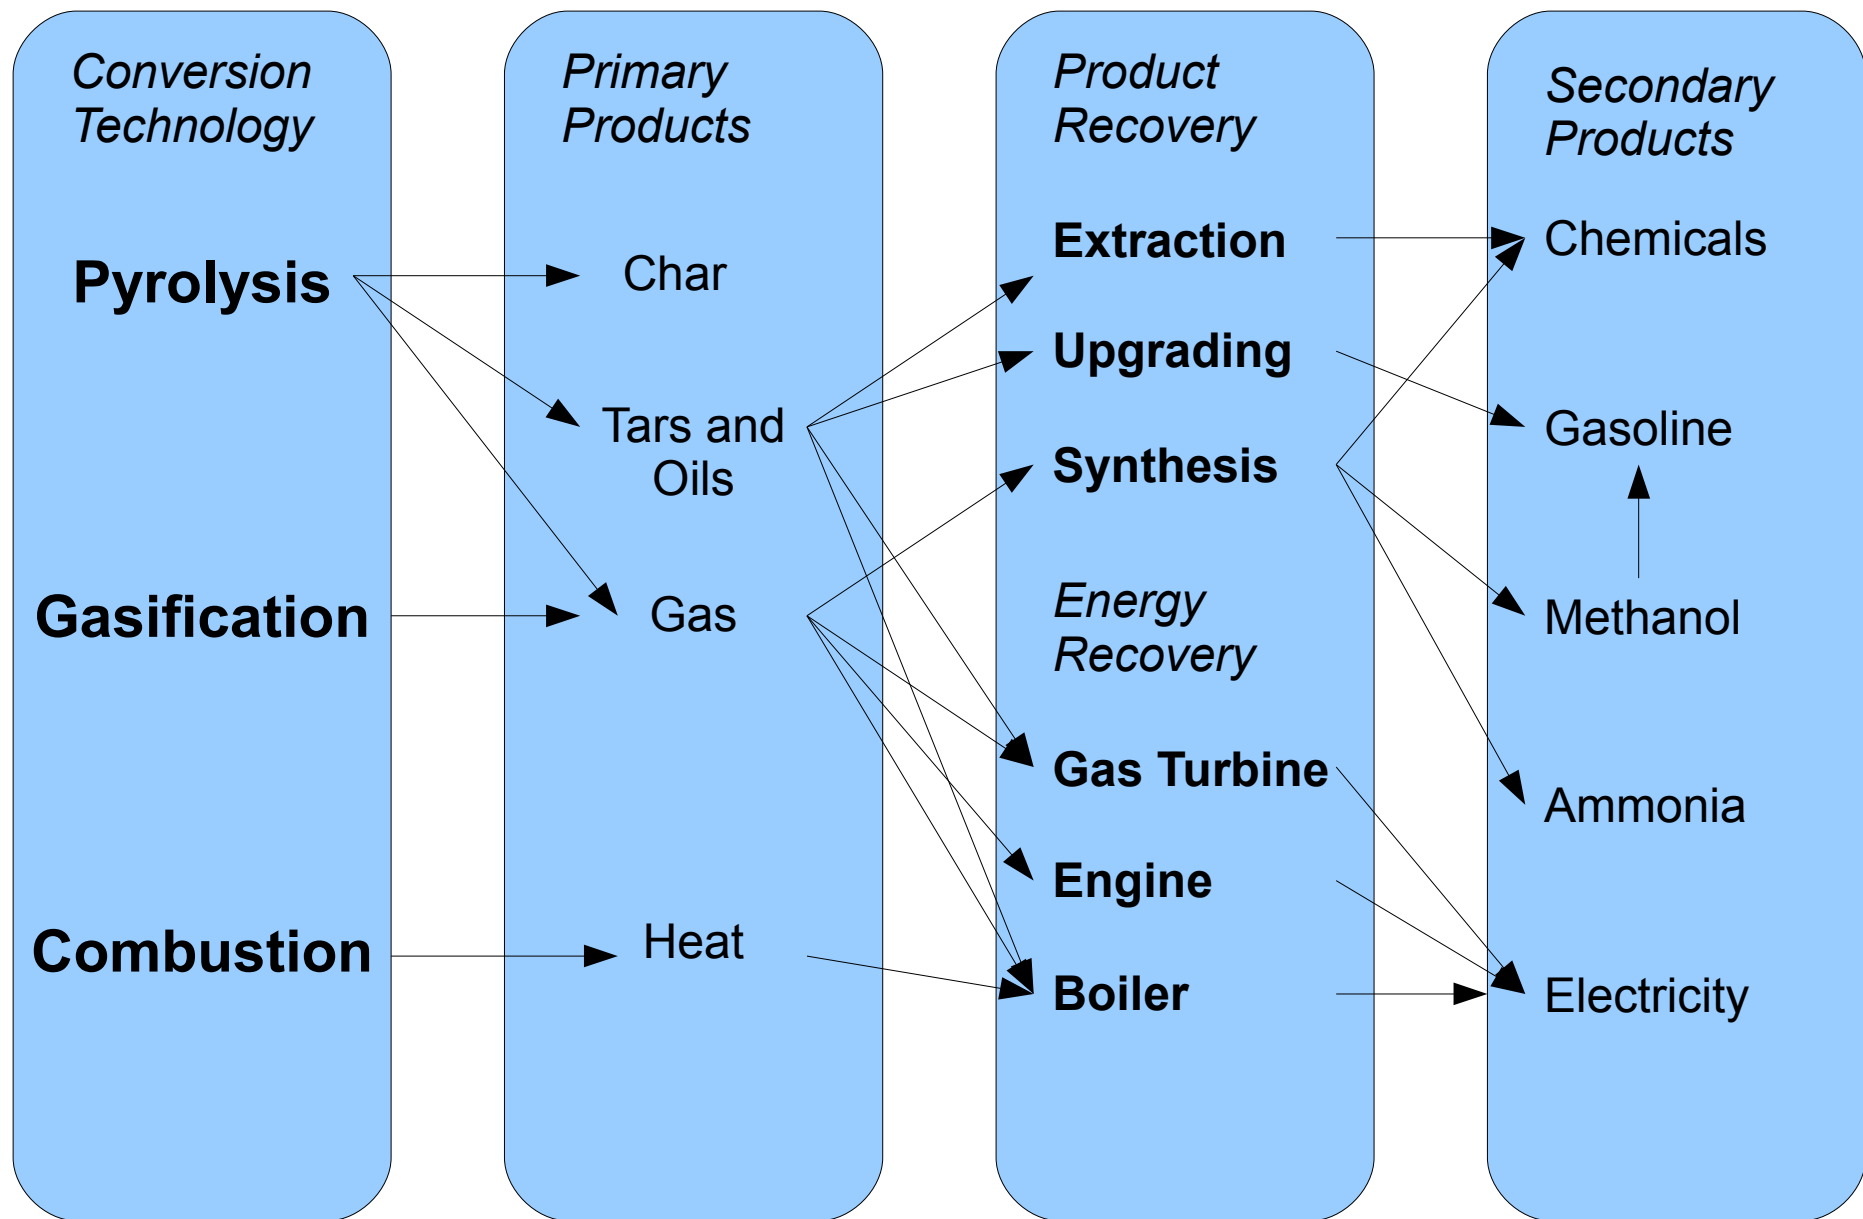 Conversion
Technology
Pyrolysis
Gasification
Combustion
Primary
Products
Char
Tars and
Oils
Gas
Heat
Product
Recovery
Extraction
Upgrading
Synthesis
Energy
Recovery
Gas Turbine
Engine
Boiler
Secondary
Products
Chemicals
Gasoline
Methanol
Ammonia
Electricity